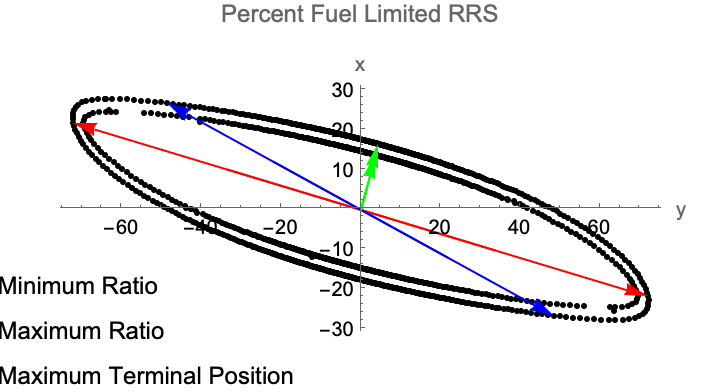 Percent Fuel Limited RRS
x
30
20
10
−60 −40 −20 20 40 60 y
−10
−20
−30
Minimum Ratio
Maximum Ratio
Maximum Terminal Position